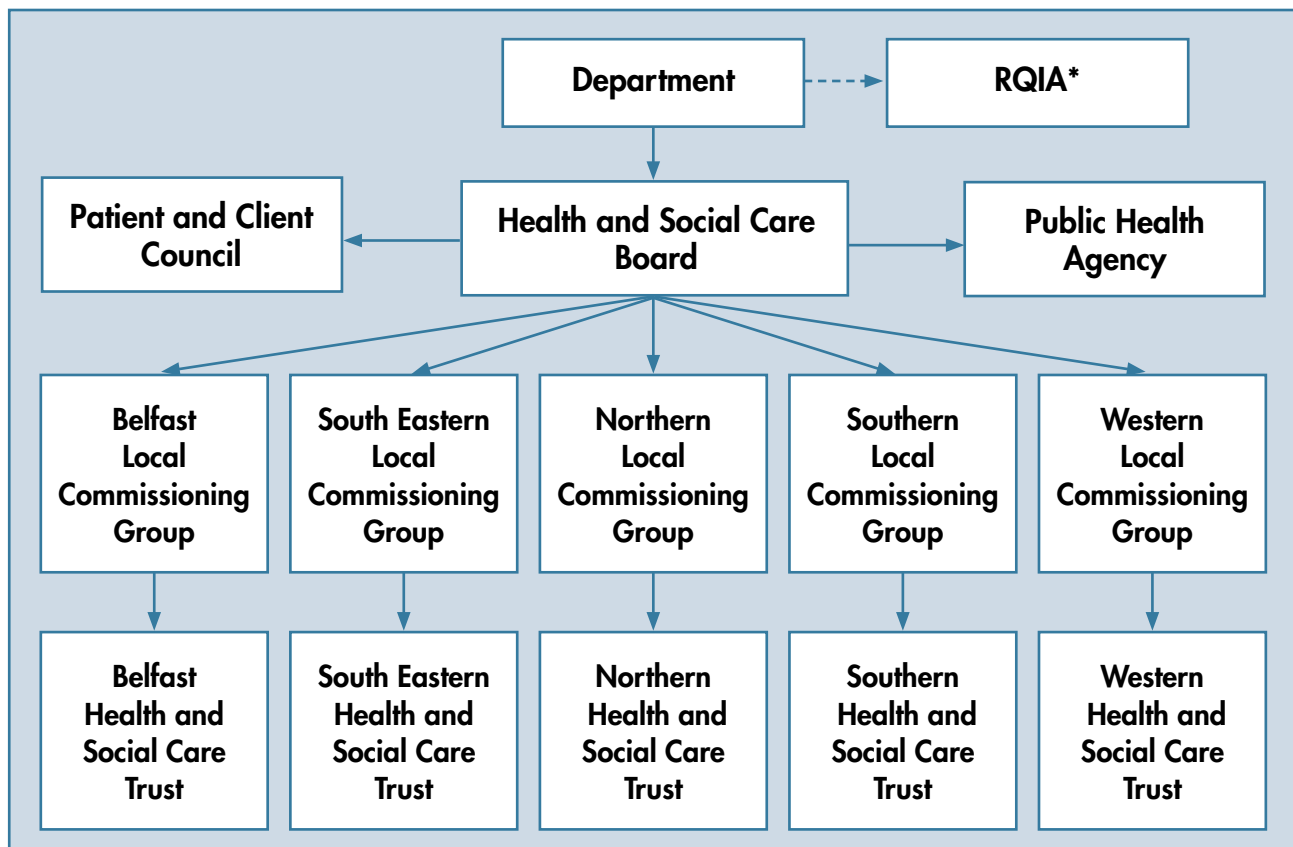 Department
RQIA*
Patient and Client
Council
Health and Social Care
Board
Public Health
Agency
Belfast
Local
Commissioning
Group
South Eastern
Local
Commissioning
Group
Northern
Local
Commissioning
Group
Southern
Local
Commissioning
Group
Western
Local
Commissioning
Group
Belfast
Health and
Social Care
Trust
South Eastern
Health and
Social Care
Trust
Northern
Health and
Social Care
Trust
Southern
Health and
Social Care
Trust
Western
Health and
Social Care
Trust